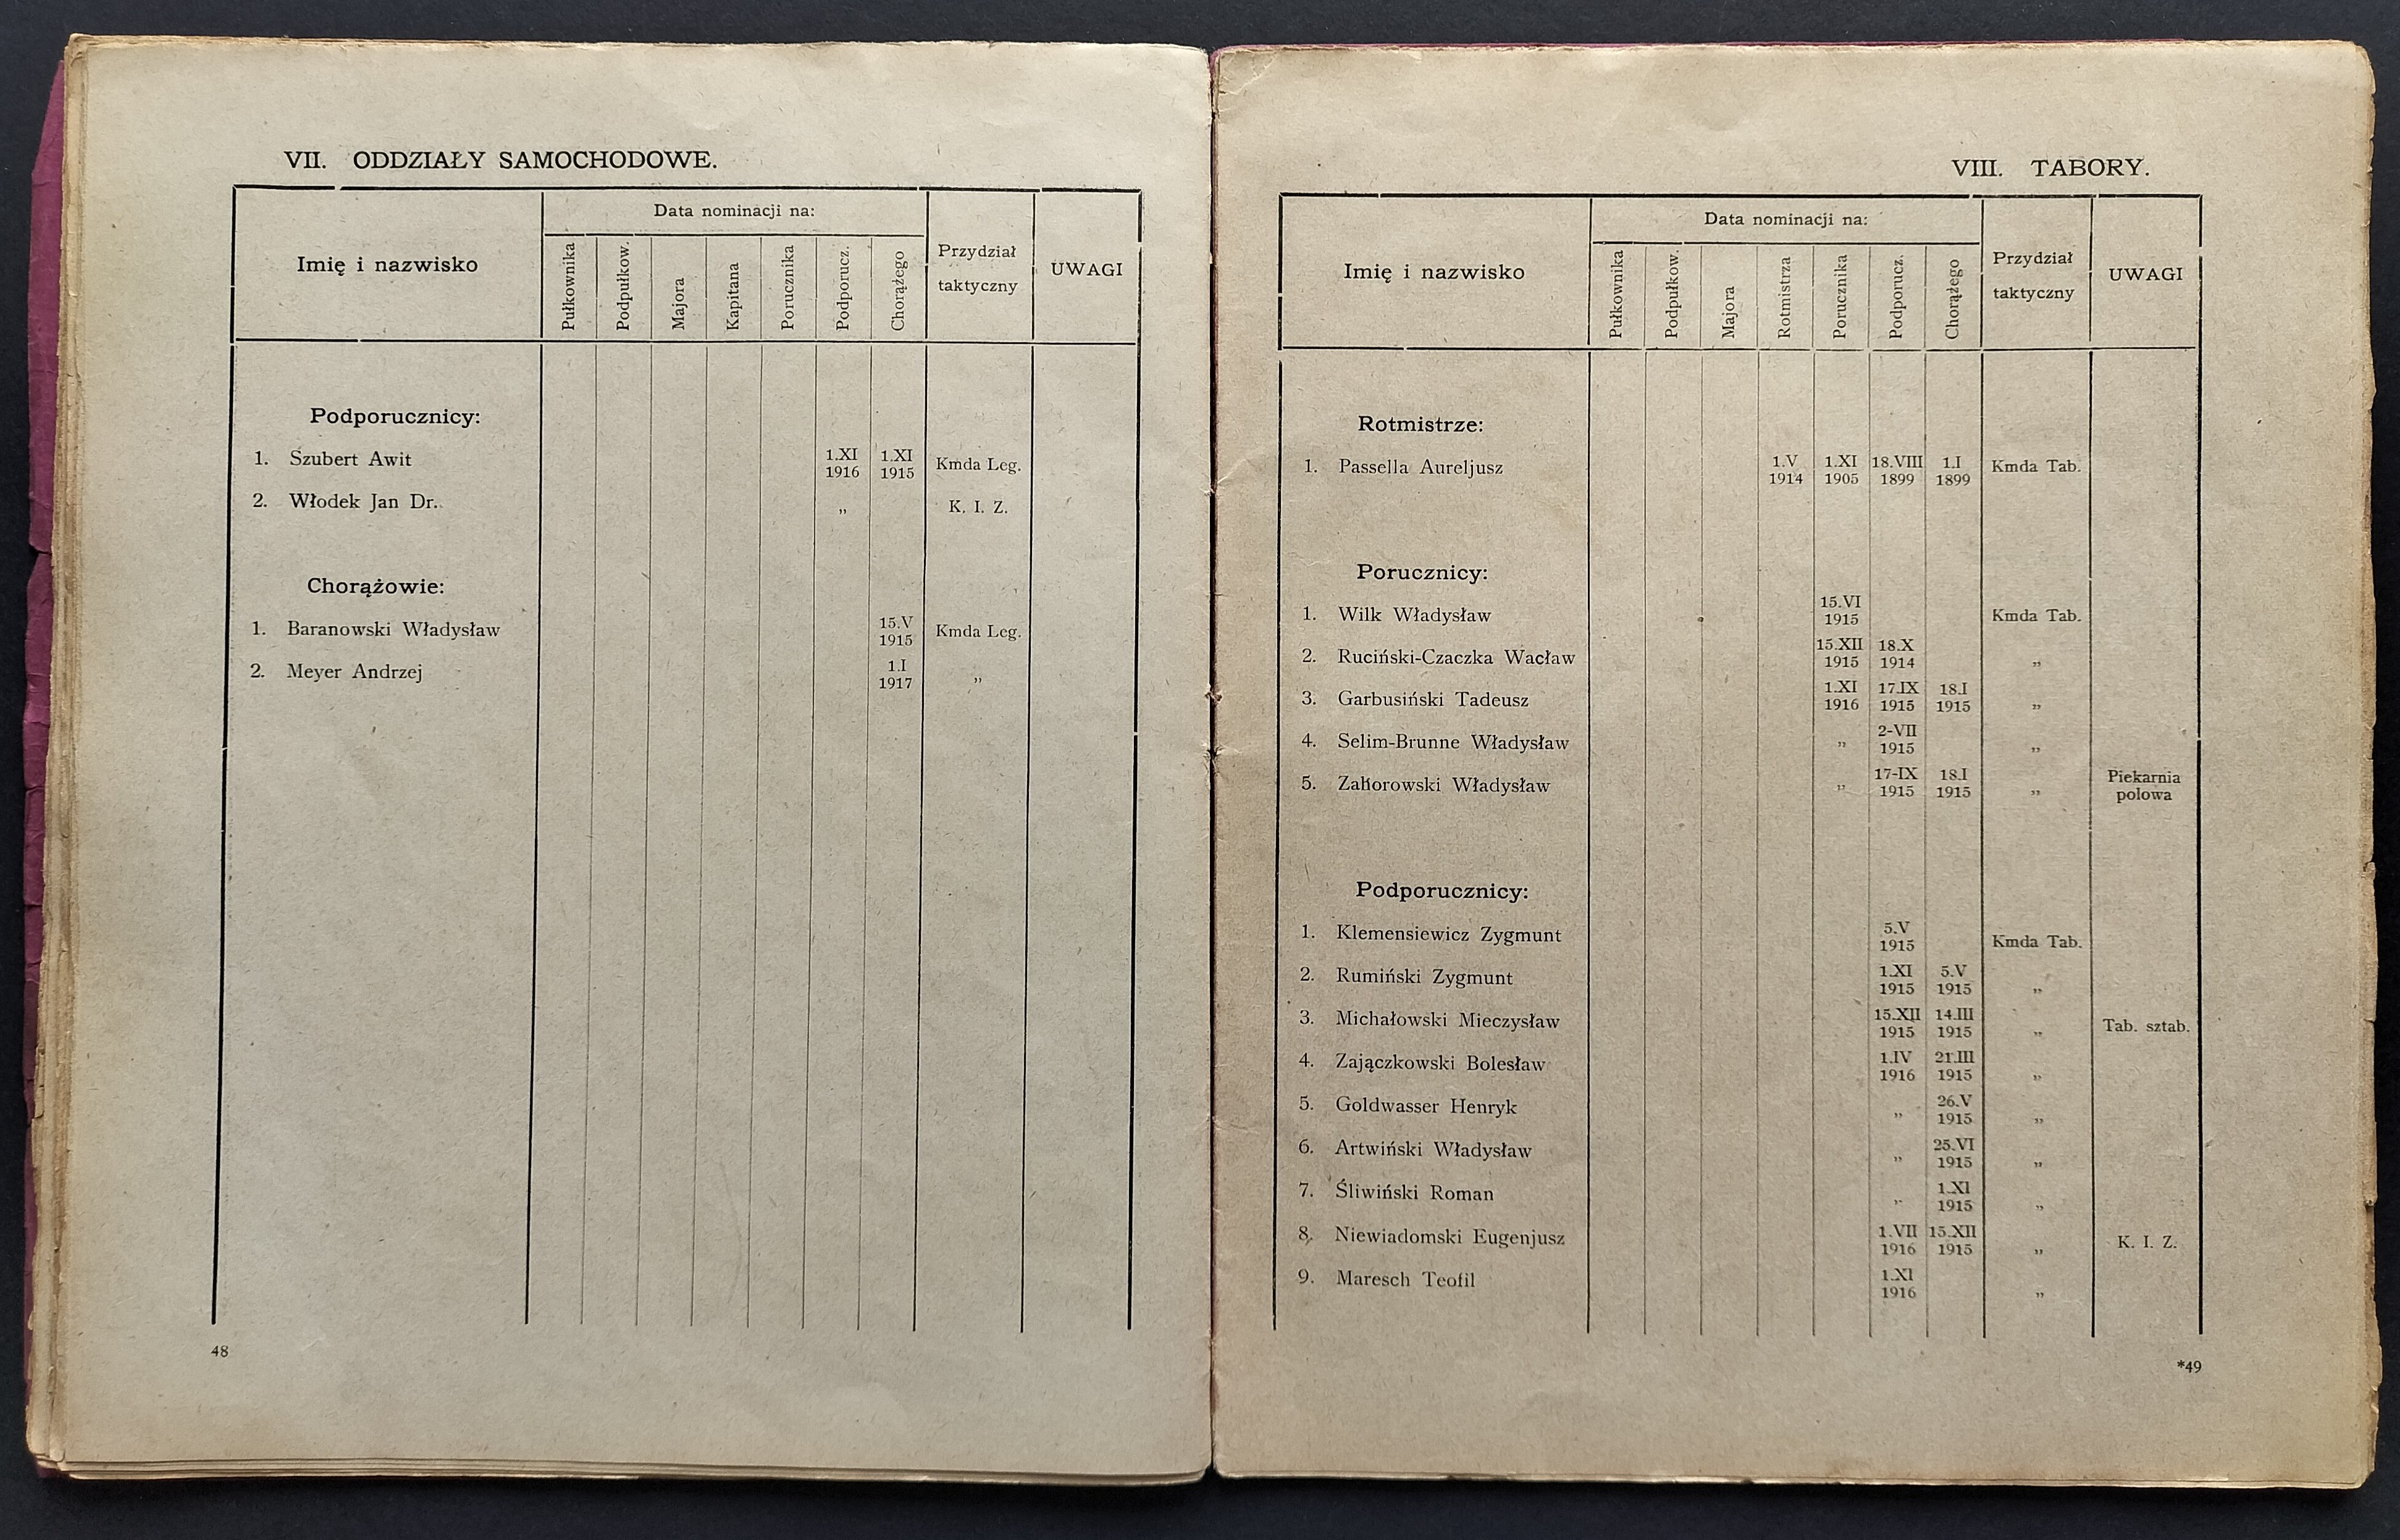 VII. ODDZIAŁY SAMOCHODOWE.
Imię i nazwisko
Data nominacji na:
Pułkownika
Podpułkow.
Majora
Kapitana
Porucznika
Podporucz.
Chorążego
Przydział
taktyczny
UWAGI
Podporucznicy:
1. Szubert Awit 1.XI 1916 1.XI 1915 Kmda Leg.
2. Włodek Jan Dr. „ K. I. Z.
Chorążowie:
1. Baranowski Władysław 15.V 1915 Kmda Leg.
2. Meyer Andrzej 1.I 1917 „
48
VIII. TABORY.
Imię i nazwisko
Data nominacji na:
Pułkownika
Podpułkow.
Majora
Rotmistrza
Porucznika
Podporucz.
Chorążego
Przydział
taktyczny
UWAGI
Rotmistrze:
1. Passella Aureljusz 1.V 1914 1.XI 1905 18.VIII 1899 1.I 1899 Kmda Tab.
Porucznicy:
1. Wilk Władysław 15.VI 1915 Kmda Tab.
2. Ruciński-Czaczka Wacław 15.XII 1915 18.X 1914 „
3. Garbusiński Tadeusz 1.XI 1916 17.IX 1915 18.I 1915 „
4. Selim-Brunne Władysław „ 2-VII 1915 „
5. Zahorowski Władysław „ 17-IX 1915 18.I 1915 „ Piekarnia polowa
Podporucznicy:
1. Klemensiewicz Zygmunt 5.V 1915 Kmda Tab.
2. Rumiński Zygmunt 1.XI 1915 5.V 1915 „
3. Michałowski Mieczysław 15.XII 1915 14.III 1915 „ Tab. sztab.
4. Zajączkowski Bolesław 1.IV 1916 21.III 1915 „
5. Goldwasser Henryk „ 26.V 1915 „
6. Artwiński Władysław „ 25.VI 1915 „
7. Śliwiński Roman „ 1.XI 1915 „
8. Niewiadomski Eugenjusz 1.VII 1916 15.XII 1915 „ K. I. Z.
9. Maresch Teofil 1.XI 1916 „
*49